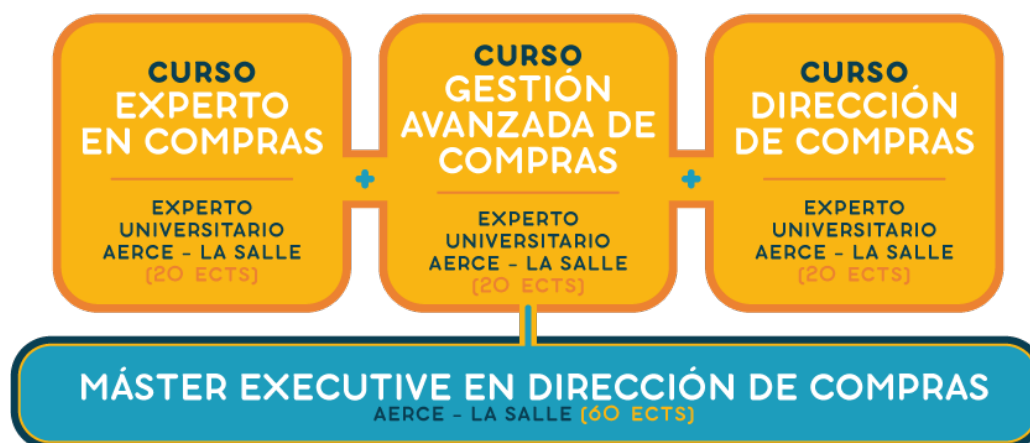 CURSO
EXPERTO
EN COMPRAS
EXPERTO
UNIVERSITARIO
AERCE – LA SALLE
(20 ECTS)
+
CURSO
GESTIÓN
AVANZADA DE
COMPRAS
EXPERTO
UNIVERSITARIO
AERCE – LA SALLE
(20 ECTS)
+
CURSO
DIRECCIÓN
DE COMPRAS
EXPERTO
UNIVERSITARIO
AERCE – LA SALLE
(20 ECTS)
MÁSTER EXECUTIVE EN DIRECCIÓN DE COMPRAS
AERCE – LA SALLE (60 ECTS)